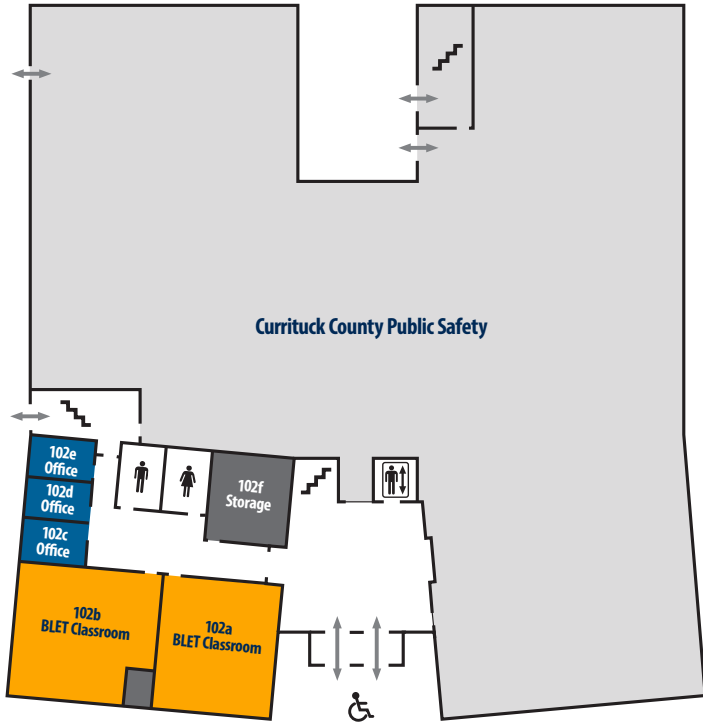 Currituck County Public Safety
102e
Office
102d
Office
102c
Office
102f
Storage
102b
BLET Classroom
102a
BLET Classroom